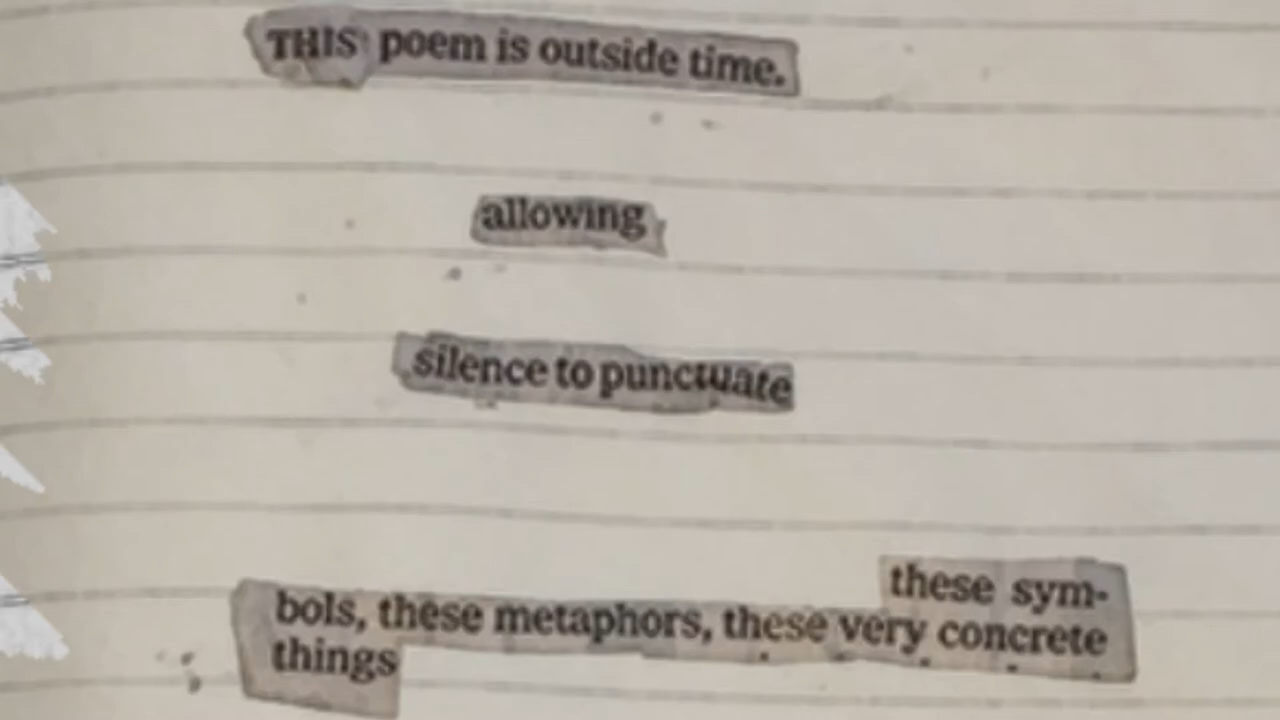 THIS poem is outside time.
allowing
silence to punctuate
these sym-
bols, these metaphors, these very concrete
things